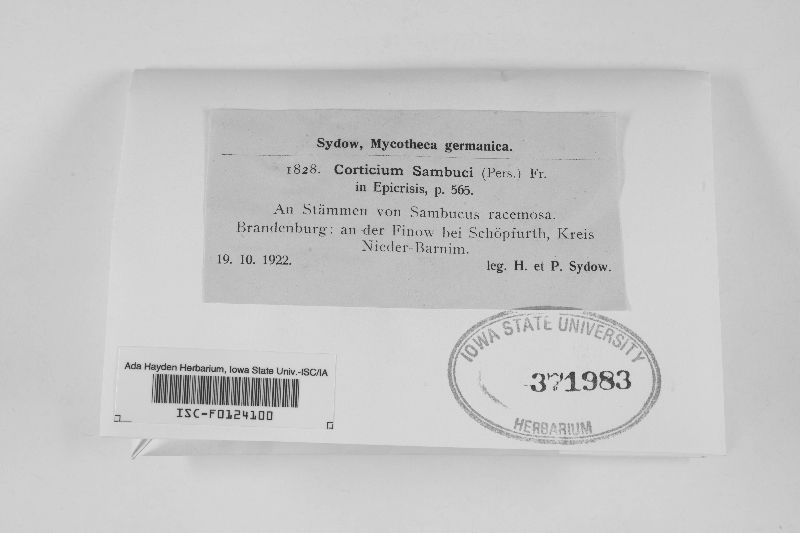 Sydow, Mycotheca germanica.
1828. Corticium Sambuci (Pers.) Fr.
in Epicrisis, p. 565.
An Stämmen von Sambucus racemosa.
Brandenburg: an der Finow bei Schöpfurth, Kreis
Nieder-Barnim.
19. 10. 1922.
leg. H. et P. Sydow.
IOWA STATE UNIVERSITY
371983
HERBARIUM
Ada Hayden Herbarium, Iowa State Univ.-ISC/IA
ISC-F0124100